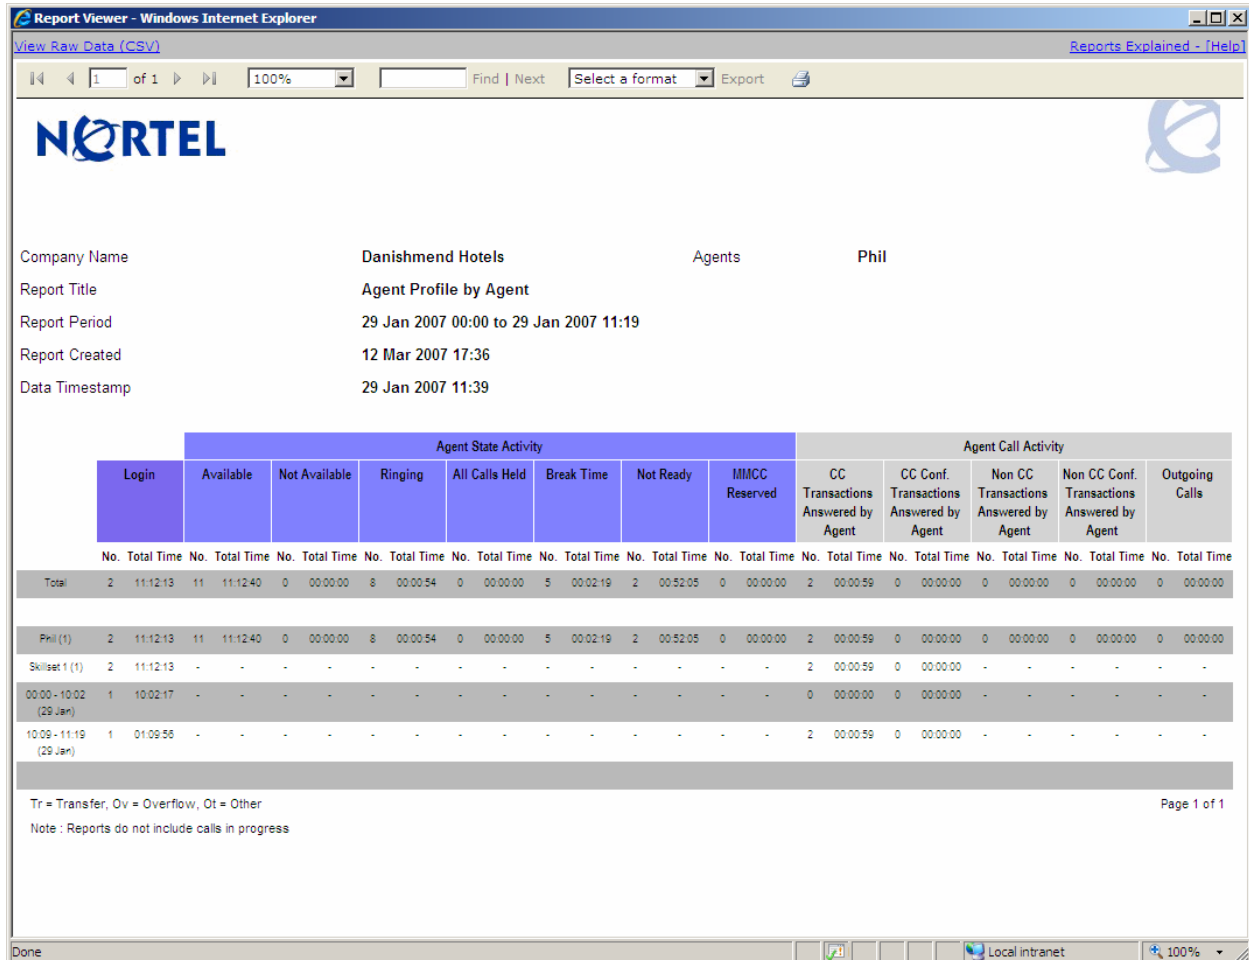 Report Viewer - Windows Internet Explorer
View Raw Data (CSV) Reports Explained - [Help]
1 of 1 100% Find | Next Select a format Export
NORTEL
Company Name Danishmend Hotels Agents Phil
Report Title Agent Profile by Agent
Report Period 29 Jan 2007 00:00 to 29 Jan 2007 11:19
Report Created 12 Mar 2007 17:36
Data Timestamp 29 Jan 2007 11:39
Agent State Activity Agent Call Activity
Login Available Not Available Ringing All Calls Held Break Time Not Ready MMCC Reserved CC Transactions Answered by Agent CC Conf. Transactions Answered by Agent Non CC Transactions Answered by Agent Non CC Conf. Transactions Answered by Agent Outgoing Calls
No. Total Time No. Total Time No. Total Time No. Total Time No. Total Time No. Total Time No. Total Time No. Total Time No. Total Time No. Total Time No. Total Time No. Total Time No. Total Time
Total 2 11:12:13 11 11:12:40 0 00:00:00 8 00:00:54 0 00:00:00 5 00:02:19 2 00:52:05 0 00:00:00 2 00:00:59 0 00:00:00 0 00:00:00 0 00:00:00 0 00:00:00
Phil (1) 2 11:12:13 11 11:12:40 0 00:00:00 8 00:00:54 0 00:00:00 5 00:02:19 2 00:52:05 0 00:00:00 2 00:00:59 0 00:00:00 0 00:00:00 0 00:00:00 0 00:00:00
Skillset 1 (1) 2 11:12:13 - - - - - - - - - - - - - - 2 00:00:59 0 00:00:00 - - - - - -
00:00 - 10:02 (29 Jan) 1 10:02:17 - - - - - - - - - - - - - - 0 00:00:00 0 00:00:00 - - - - - -
10:09 - 11:19 (29 Jan) 1 01:09:56 - - - - - - - - - - - - - - 2 00:00:59 0 00:00:00 - - - - - -
Tr = Transfer, Ov = Overflow, Ot = Other Page 1 of 1
Note : Reports do not include calls in progress
Done Local intranet 100%